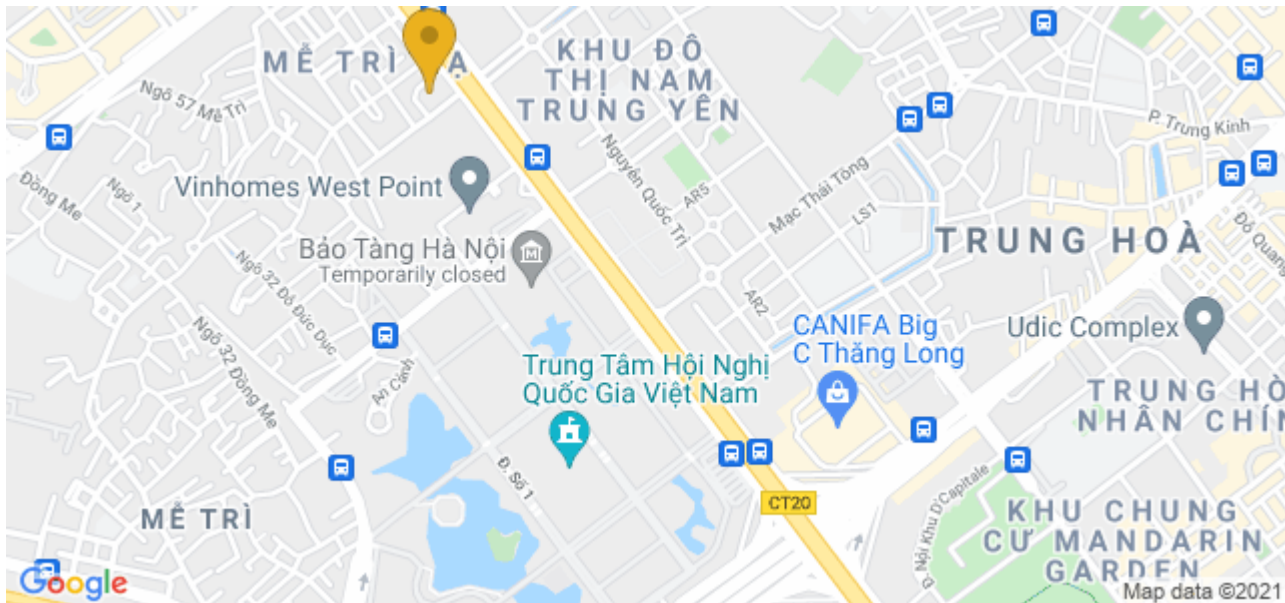 MỄ TRÌ HẠ
KHU ĐÔ
THỊ NAM
TRUNG YÊN
Ngõ 57 Mễ Trì
P. Trung Kính
Nguyễn Quốc Trị
AR5
Mạc Thái Tông
LS1
Đồng Me
Ngõ 1
Vinhomes West Point
Bảo Tàng Hà Nội
Temporarily closed
TRUNG HOÀ
Đỗ Quang
Ngõ 32 Đỗ Đức Dục
AR2
CANIFA Big
C Thăng Long
Udic Complex
Ngõ 32 Đồng Me
An Cảnh
Trung Tâm Hội Nghị
Quốc Gia Việt Nam
TRUNG HÒ
NHÂN CHÍN
Đ. Số 1
MỄ TRÌ
CT20
Đ. Nội Khu D'Capitale
KHU CHUNG
CƯ MANDARIN
GARDEN
Google
Map data ©2021